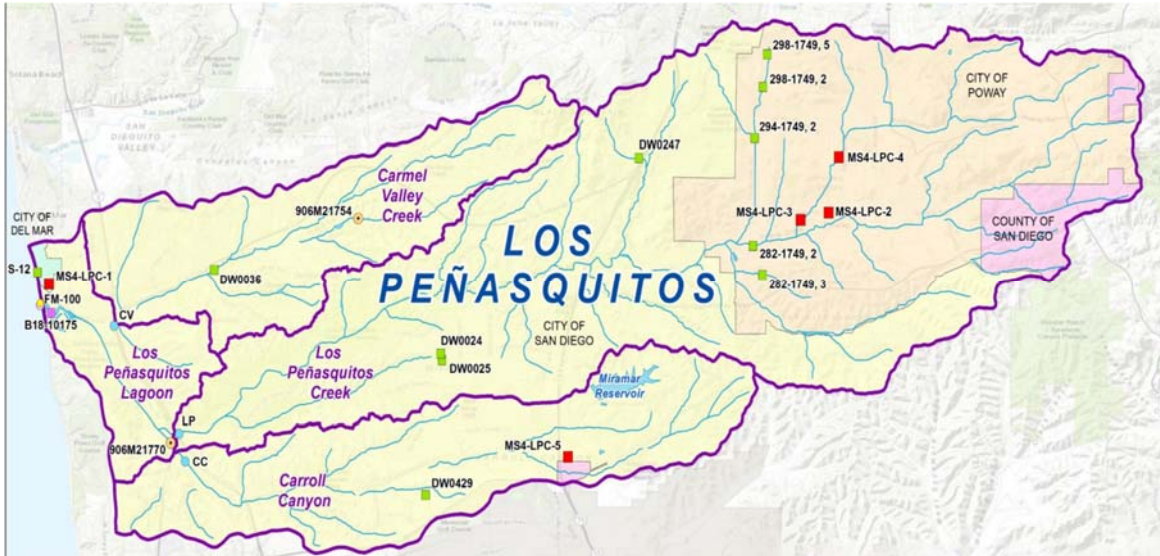 298-1749, 5
298-1749, 2
CITY OF
POWAY
294-1749, 2
DW0247
MS4-LPC-4
Carmel
Valley
Creek
906M21754
MS4-LPC-3
MS4-LPC-2
CITY OF
DEL MAR
COUNTY OF
SAN DIEGO
LOS
PEÑASQUITOS
282-1749, 2
S-12
MS4-LPC-1
DW0036
282-1749, 3
FM-100
B18-10175
CV
CITY OF
SAN DIEGO
DW0024
DW0025
Los
Peñasquitos
Lagoon
Los
Peñasquitos
Creek
Miramar
Reservoir
LP
906M21770
CC
MS4-LPC-5
Carroll
Canyon
DW0429